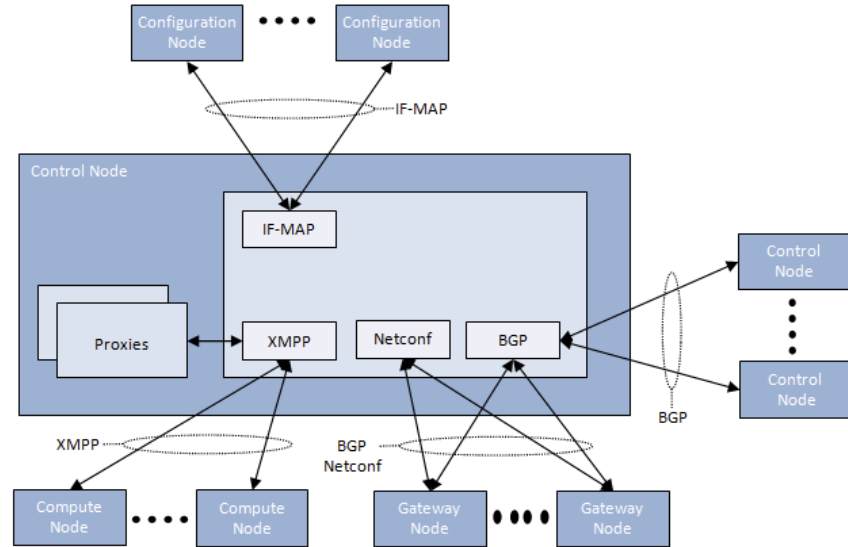 Configuration
Node
Configuration
Node
IF-MAP
Control Node
IF-MAP
Control
Node
Proxies
XMPP
Netconf
BGP
Control
Node
BGP
XMPP
BGP
Netconf
Compute
Node
Compute
Node
Gateway
Node
Gateway
Node